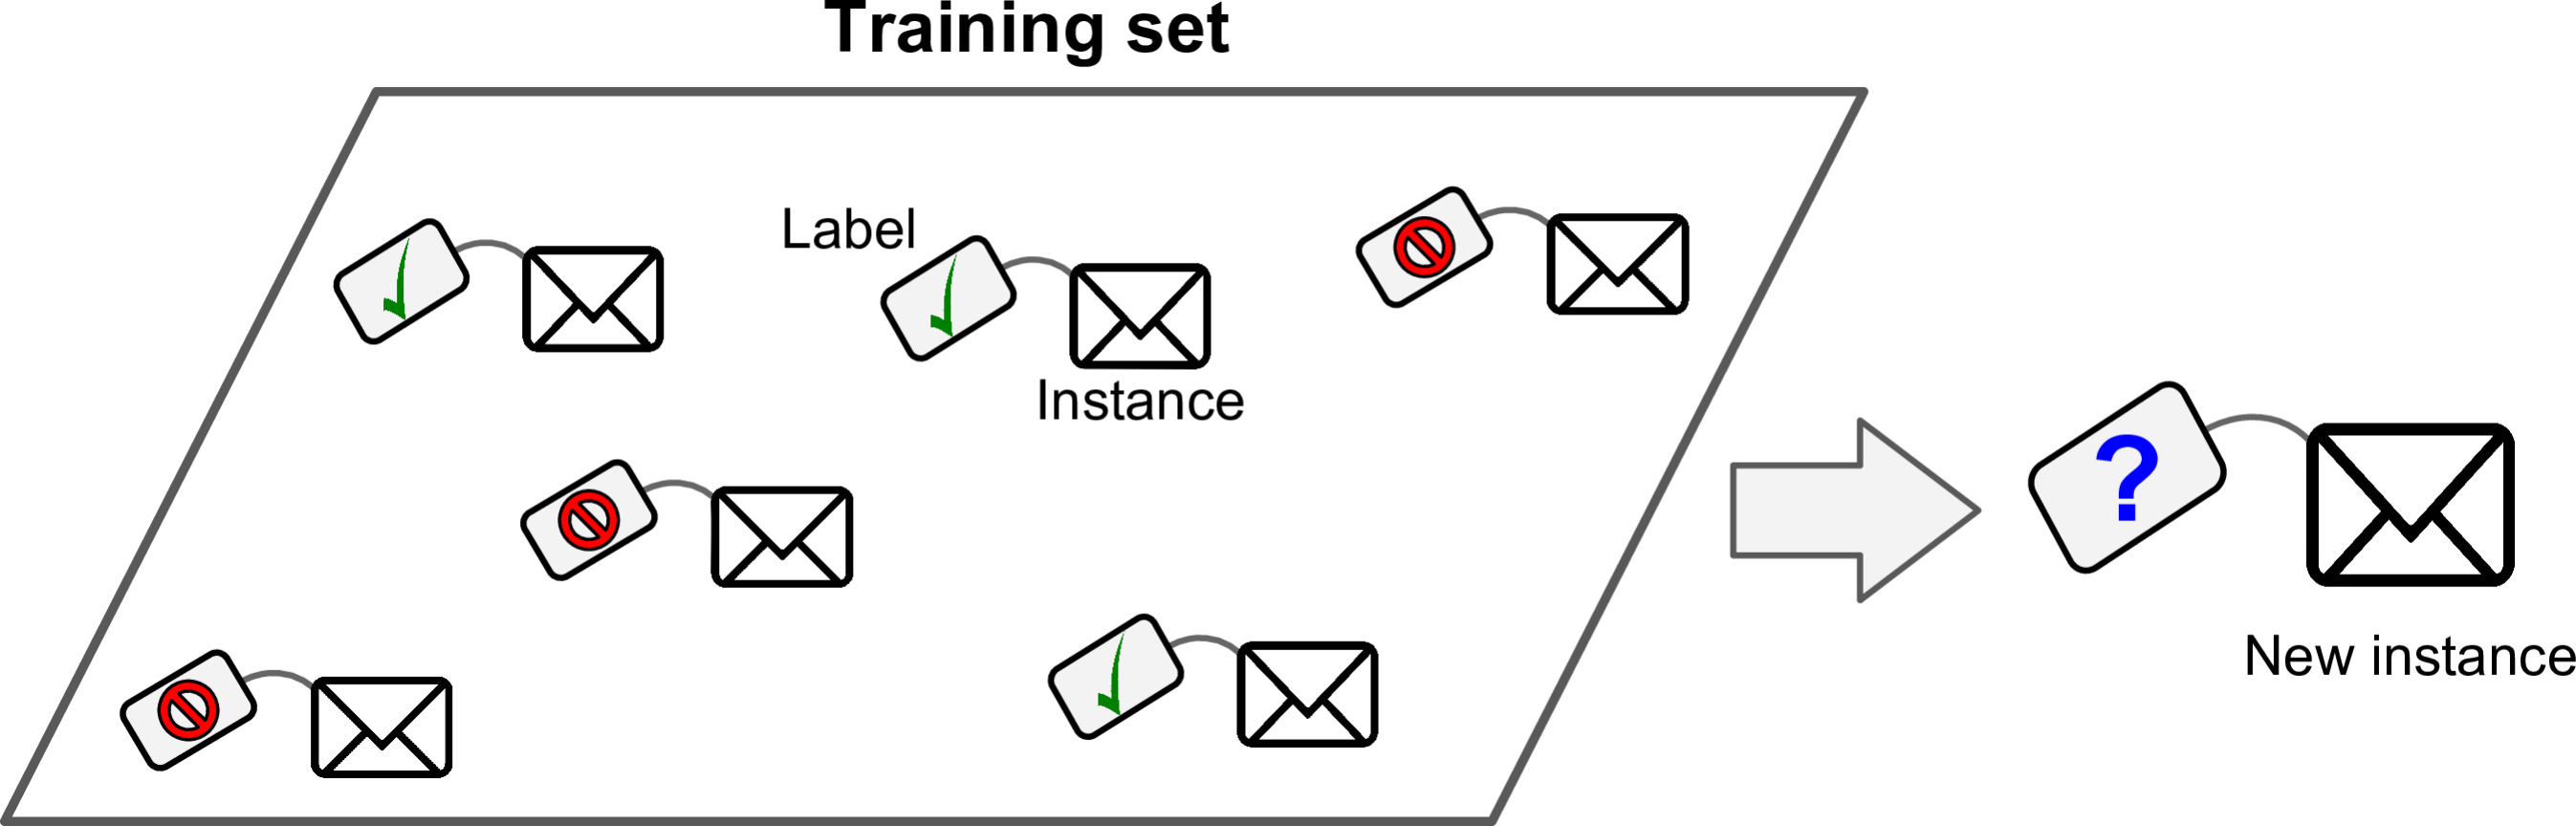 Training set
Label
Instance
?
New instance